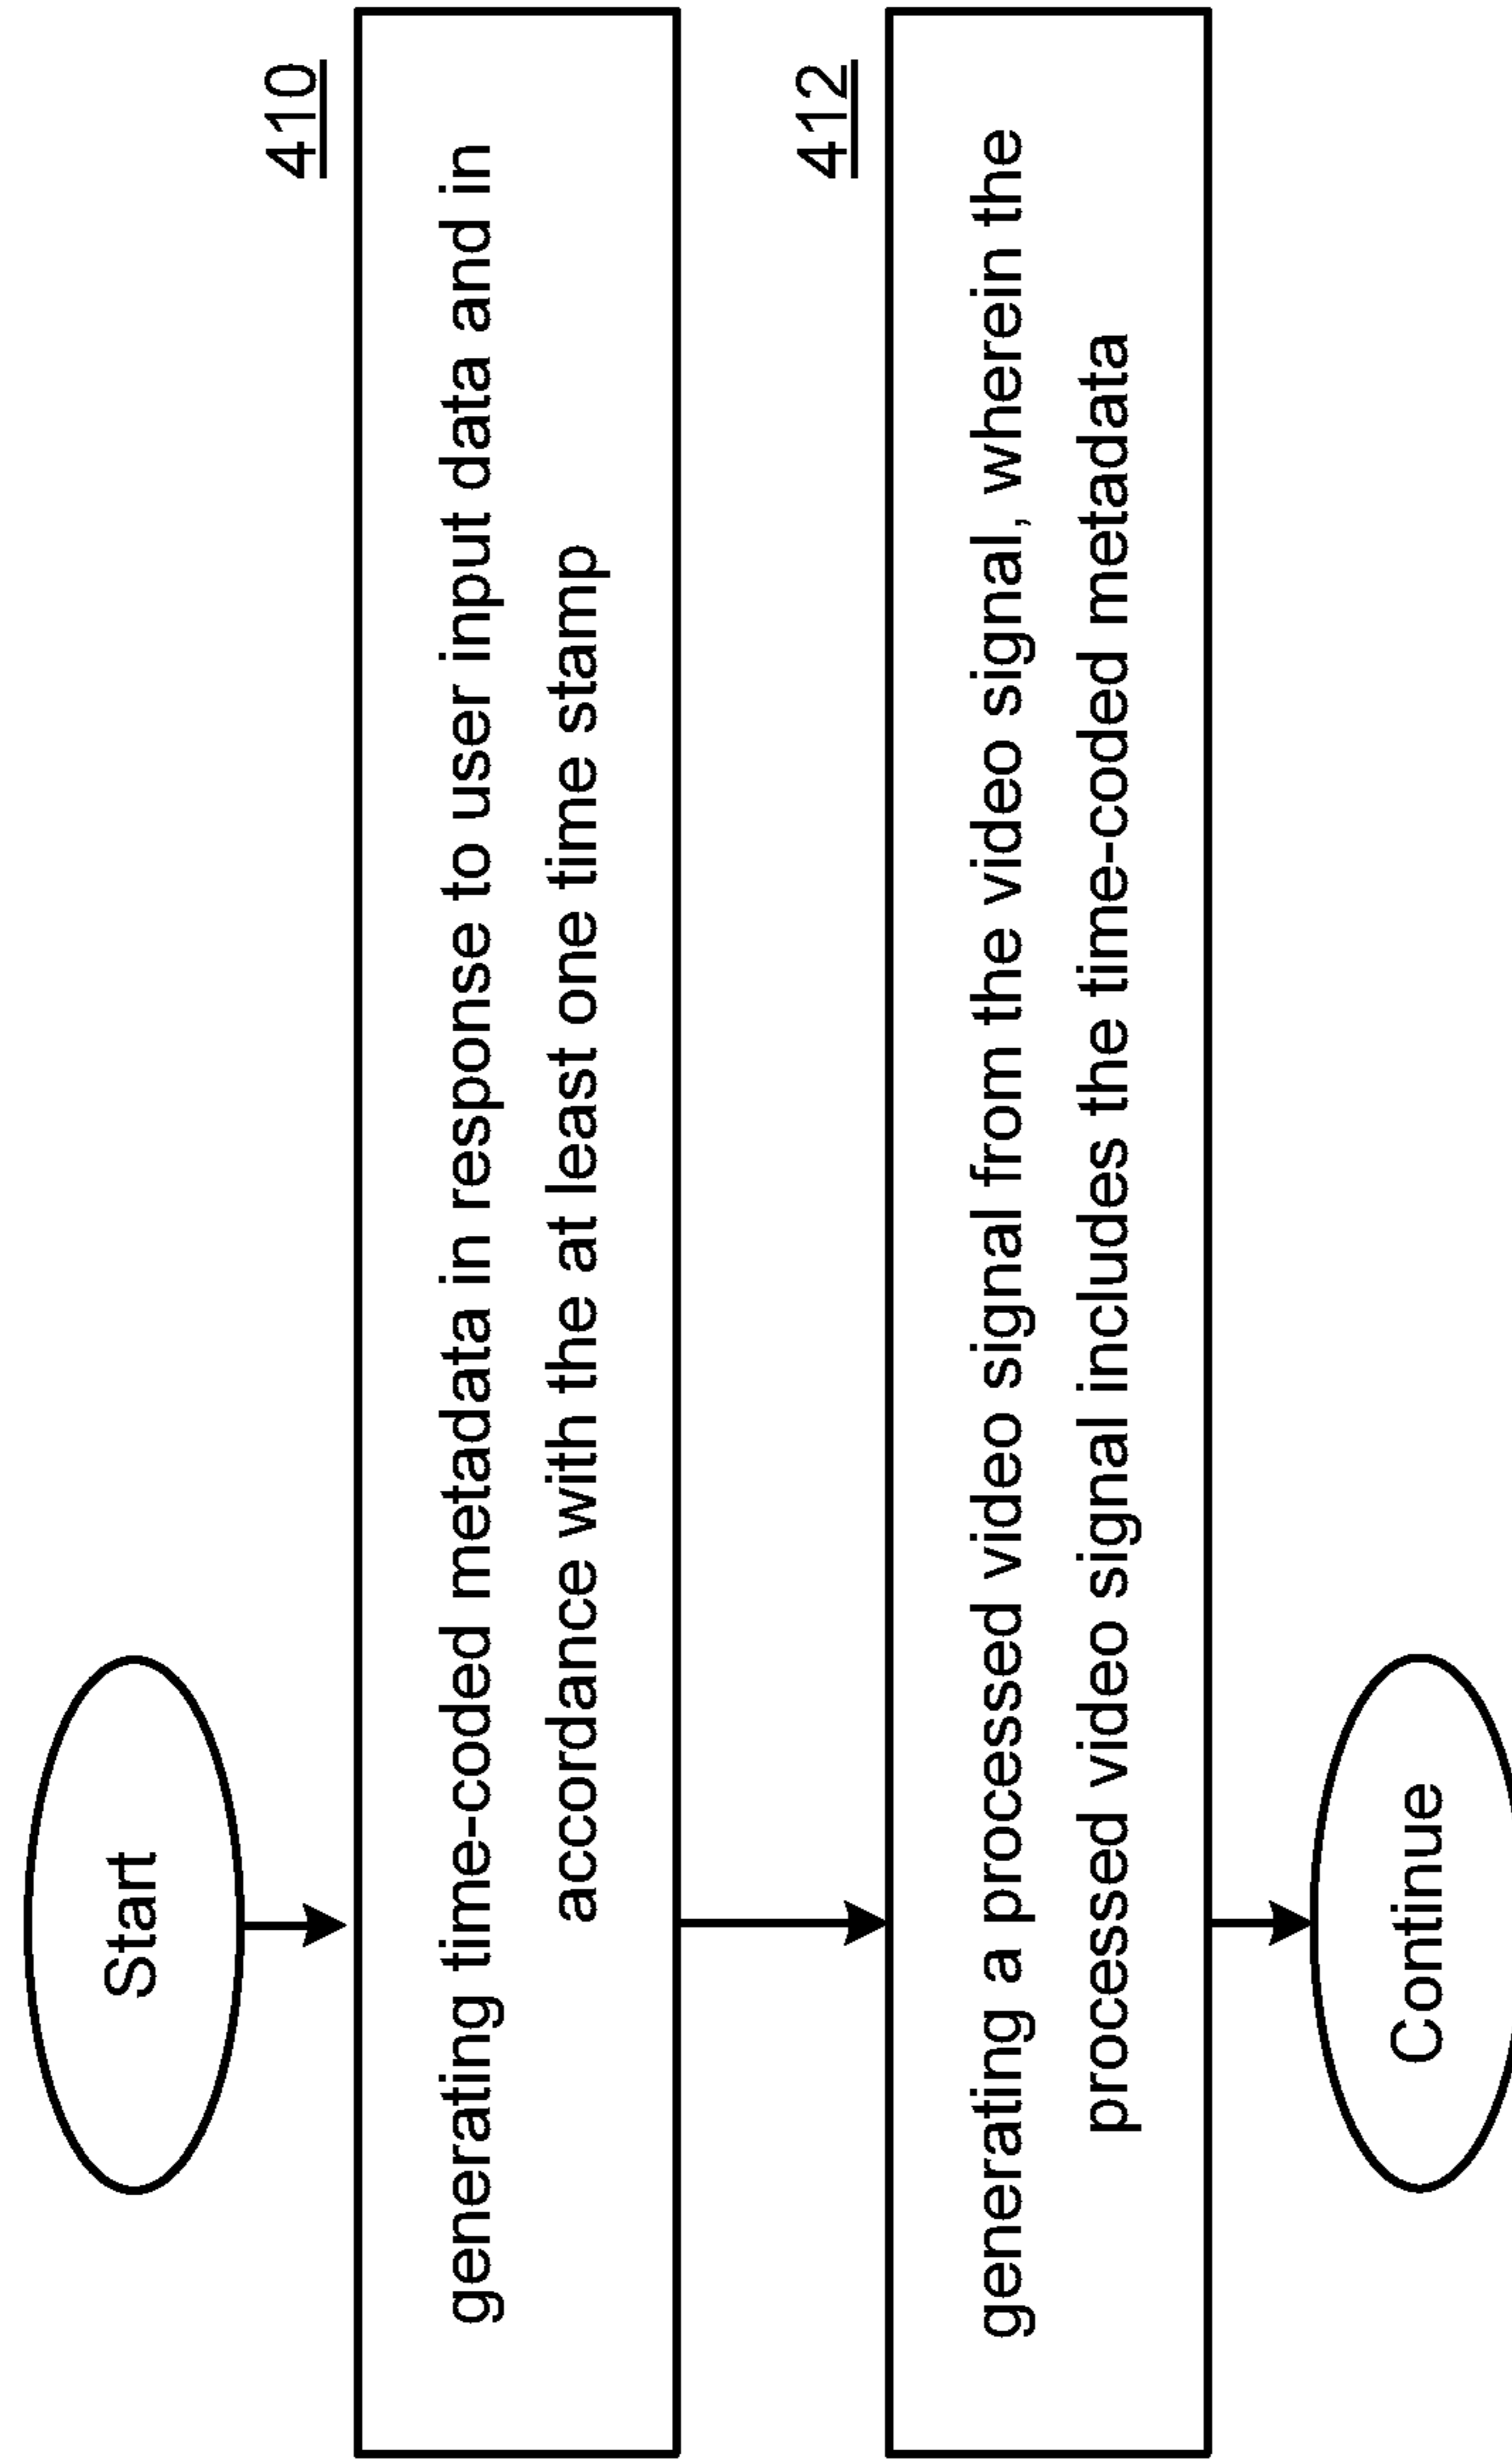 Start
410
generating time-coded metadata in response to user input data and in
accordance with the at least one time stamp
412
generating a processed video signal from the video signal, wherein the
processed video signal includes the time-coded metadata
Continue